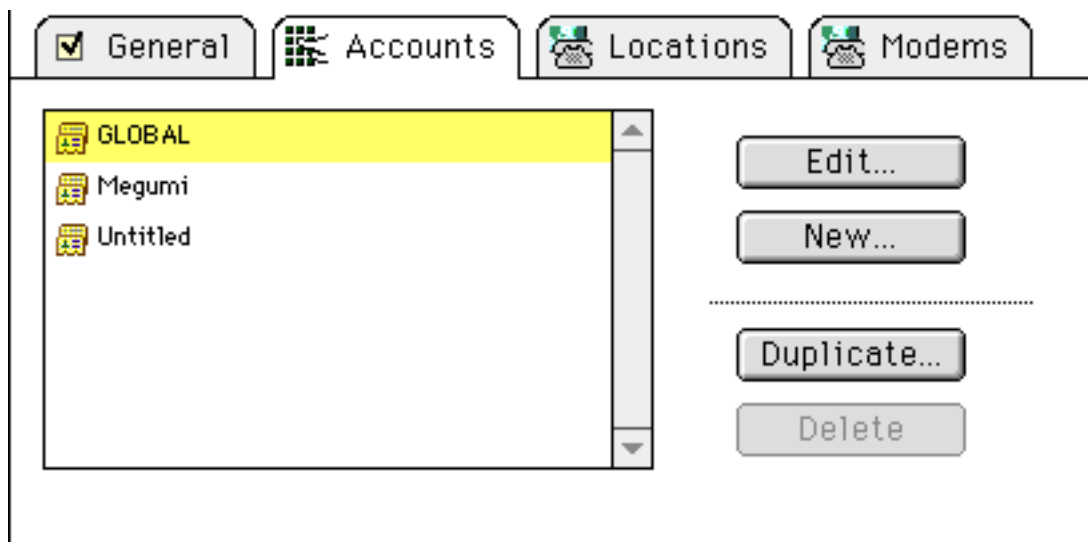 General Accounts Locations Modems
GLOBAL
Megumi
Untitled
Edit...
New...
Duplicate...
Delete